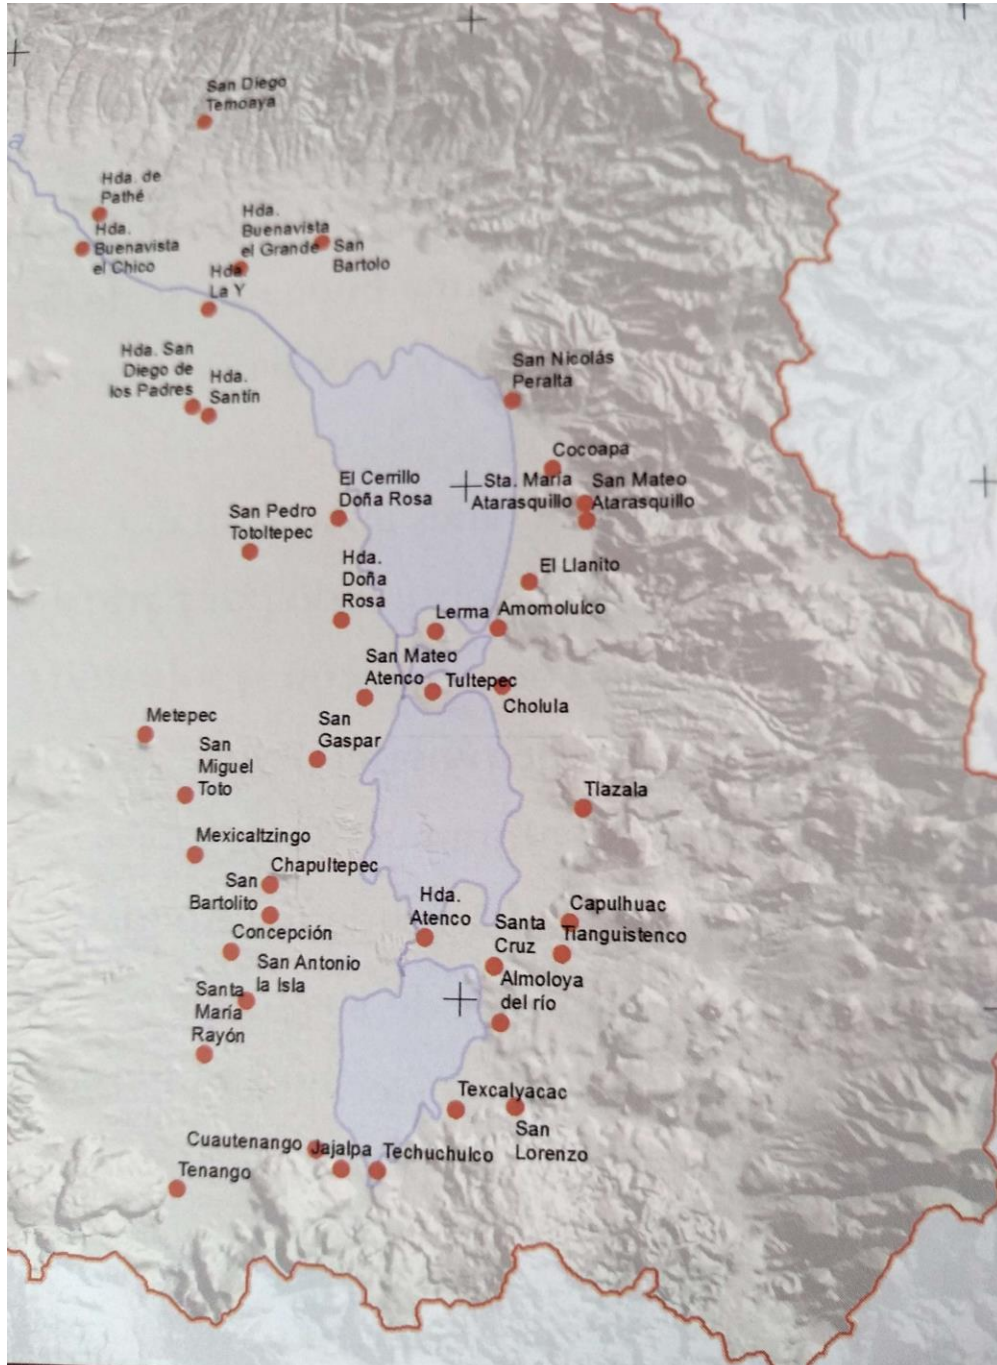 San Diego
Temoaya
a
Hda. de
Pathé
Hda.
Buenavista
el Chico
Hda.
Buenavista
el Grande
San
Bartolo
Hda.
La Y
Hda. San
Diego de
los Padres
Hda.
Santín
San Nicolás
Peralta
Cocoapa
El Cerrillo
Doña Rosa
Sta. María
Atarasquillo
San Mateo
Atarasquillo
San Pedro
Totoltepec
Hda.
Doña
Rosa
El Llanito
Lerma
Amomolulco
San Mateo
Atenco
Tultepec
Cholula
Metepec
San
Gaspar
San
Miguel
Toto
Tlazala
Mexicaltzingo
Chapultepec
San
Bartolito
Hda.
Atenco
Capulhuac
Santa
Cruz
Tianguistenco
Concepción
San Antonio
la Isla
Almoloya
del río
Santa
María
Rayón
Texcalyacac
San
Lorenzo
Cuautenango
Jajalpa
Techuchulco
Tenango